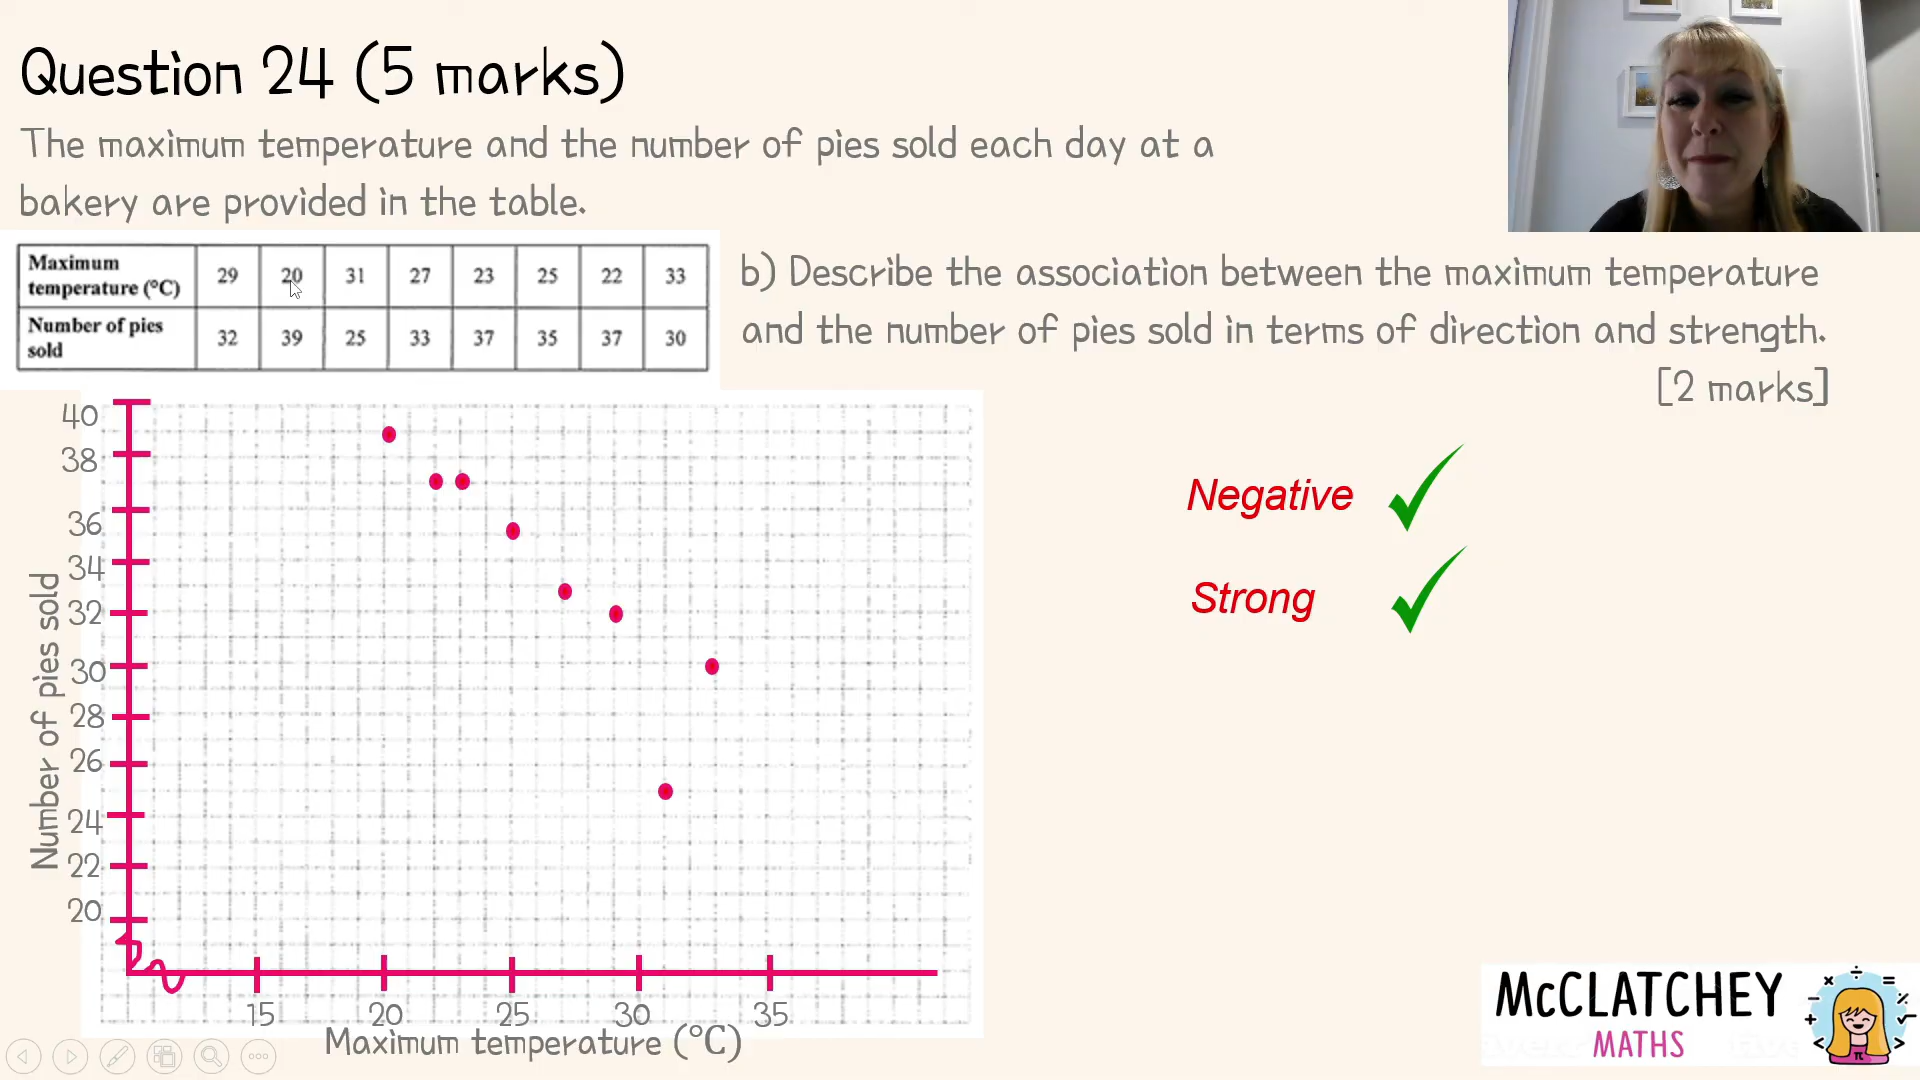 Question 24 (5 marks)
The maximum temperature and the number of pies sold each day at a
bakery are provided in the table.
Maximum temperature (°C) 29 20 31 27 23 25 22 33
Number of pies sold 32 39 25 33 37 35 37 30
b) Describe the association between the maximum temperature
and the number of pies sold in terms of direction and strength.
[2 marks]
Negative
Strong
40
38
36
34
32
30
28
26
24
22
20
Number of pies sold
15 20 25 30 35
Maximum temperature (°C)
McCLATCHEY
MATHS